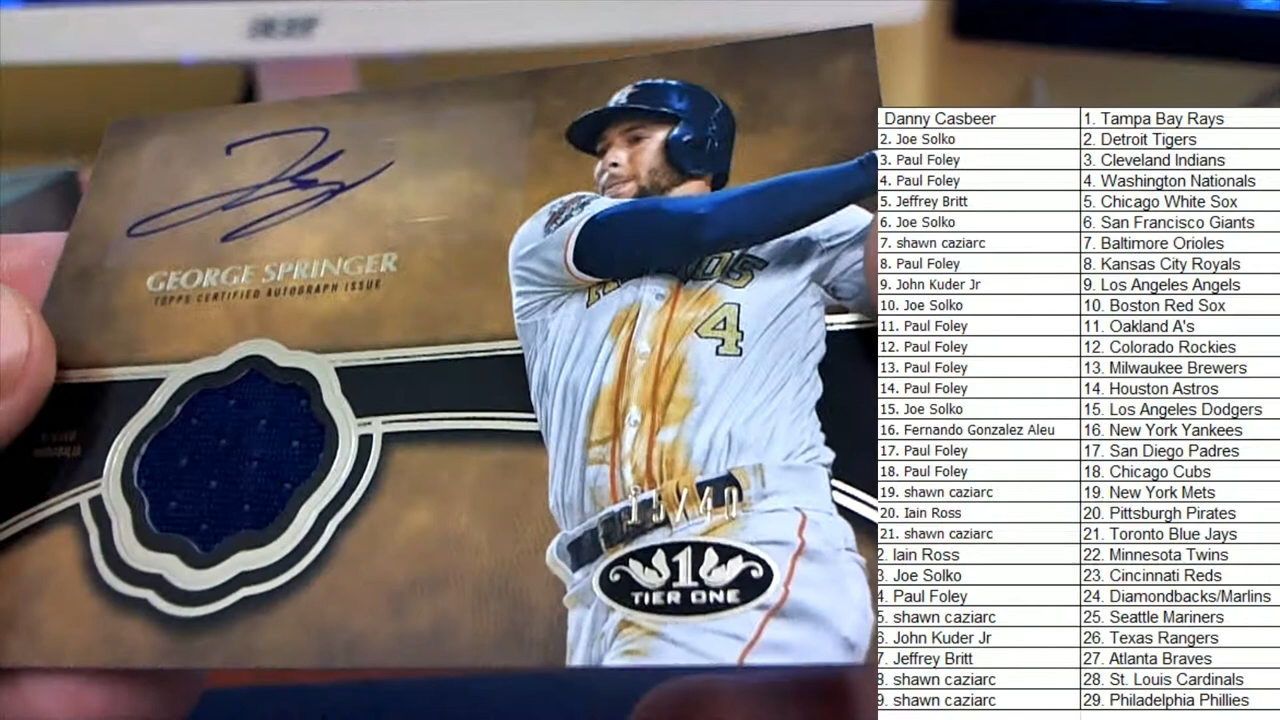 GEORGE SPRINGER
TOPPS CERTIFIED AUTOGRAPH ISSUE
4
15/40
1
TIER ONE
Danny Casbeer 1. Tampa Bay Rays
2. Joe Solko 2. Detroit Tigers
3. Paul Foley 3. Cleveland Indians
4. Paul Foley 4. Washington Nationals
5. Jeffrey Britt 5. Chicago White Sox
6. Joe Solko 6. San Francisco Giants
7. shawn caziarc 7. Baltimore Orioles
8. Paul Foley 8. Kansas City Royals
9. John Kuder Jr 9. Los Angeles Angels
10. Joe Solko 10. Boston Red Sox
11. Paul Foley 11. Oakland A's
12. Paul Foley 12. Colorado Rockies
13. Paul Foley 13. Milwaukee Brewers
14. Paul Foley 14. Houston Astros
15. Joe Solko 15. Los Angeles Dodgers
16. Fernando Gonzalez Aleu 16. New York Yankees
17. Paul Foley 17. San Diego Padres
18. Paul Foley 18. Chicago Cubs
19. shawn caziarc 19. New York Mets
20. Iain Ross 20. Pittsburgh Pirates
21. shawn caziarc 21. Toronto Blue Jays
2. Iain Ross 22. Minnesota Twins
3. Joe Solko 23. Cincinnati Reds
4. Paul Foley 24. Diamondbacks/Marlins
5. shawn caziarc 25. Seattle Mariners
6. John Kuder Jr 26. Texas Rangers
7. Jeffrey Britt 27. Atlanta Braves
8. shawn caziarc 28. St. Louis Cardinals
9. shawn caziarc 29. Philadelphia Phillies